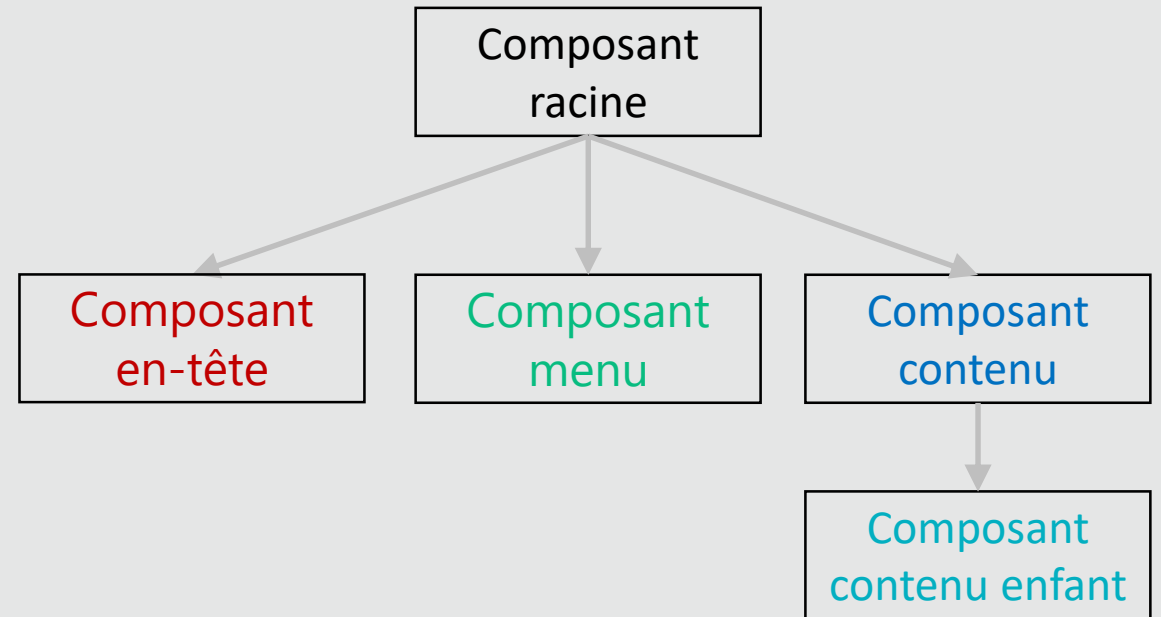 Composant
racine
Composant
en-tête
Composant
menu
Composant
contenu
Composant
contenu enfant